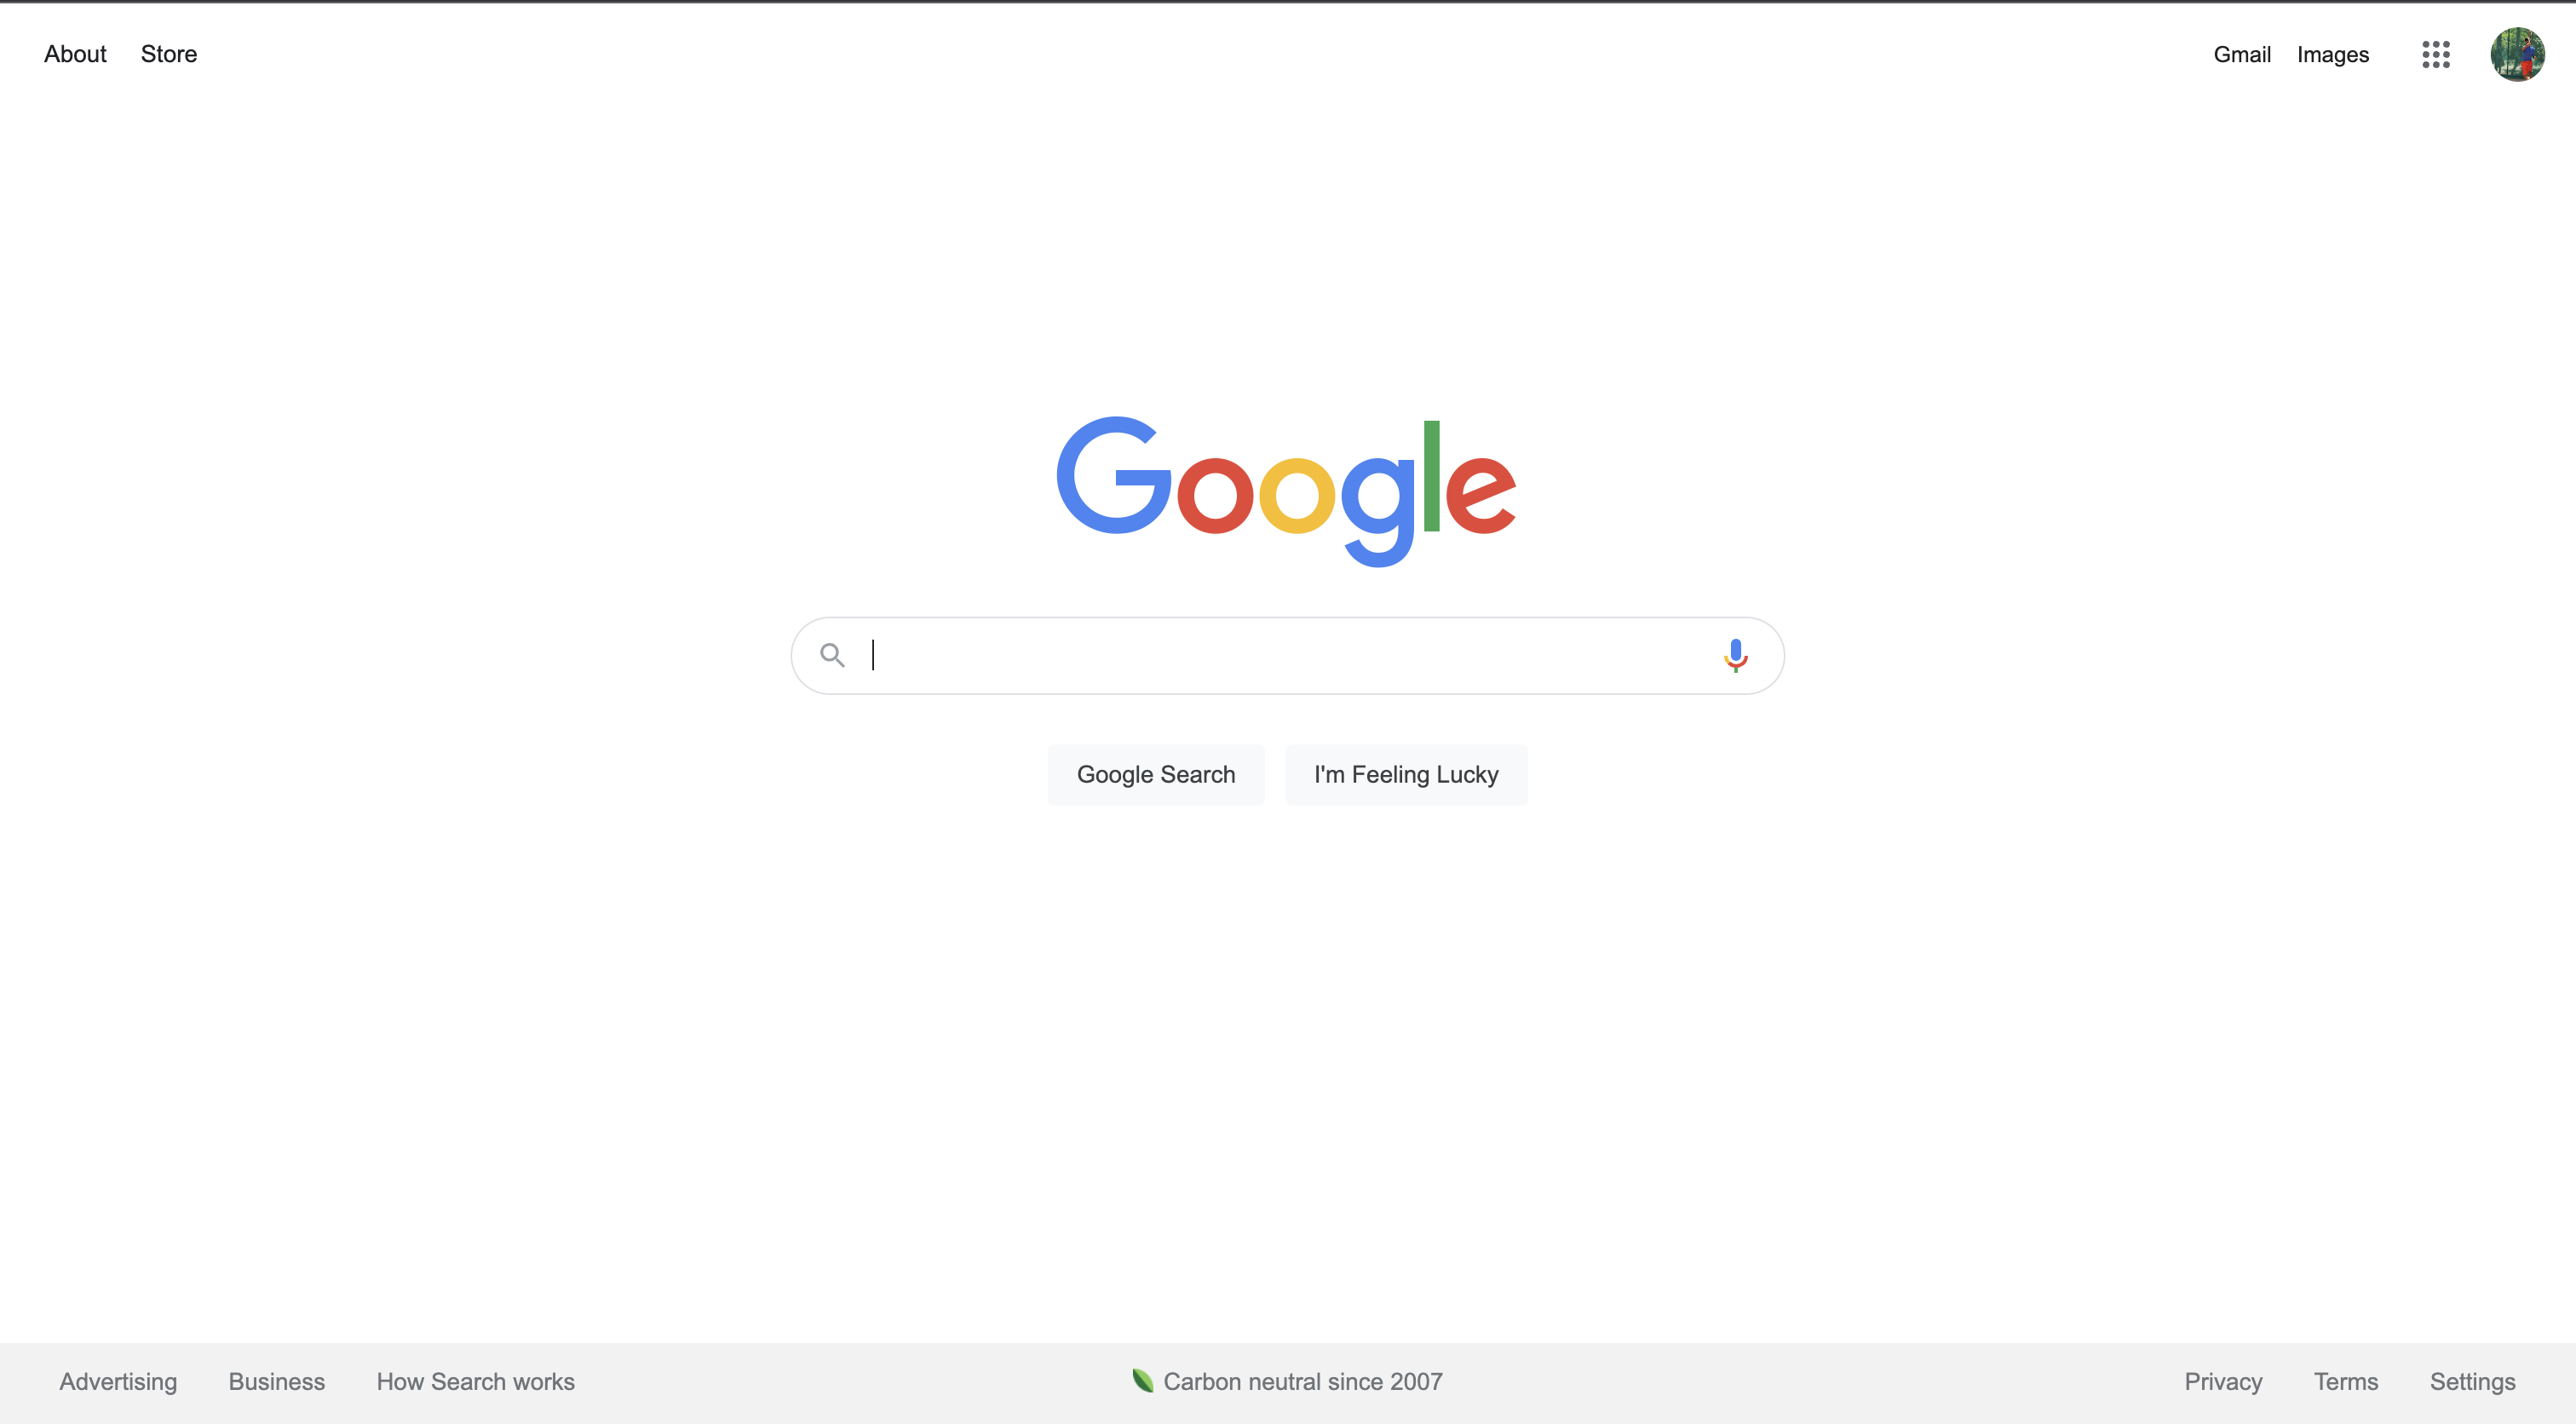 About Store Gmail Images
Google
Google Search I'm Feeling Lucky
Advertising Business How Search works Carbon neutral since 2007 Privacy Terms Settings